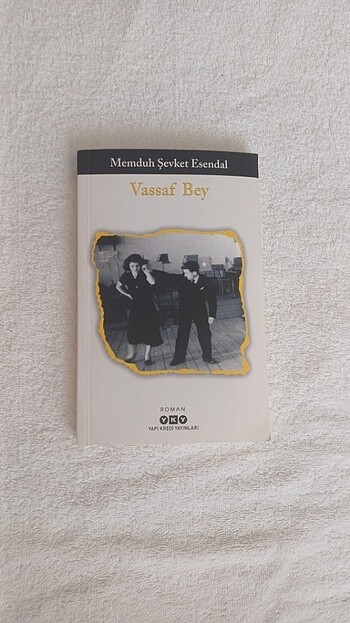 Memduh Şevket Esendal
Vassaf Bey
ROMAN
YKY
YAPI KREDİ YAYINLARI